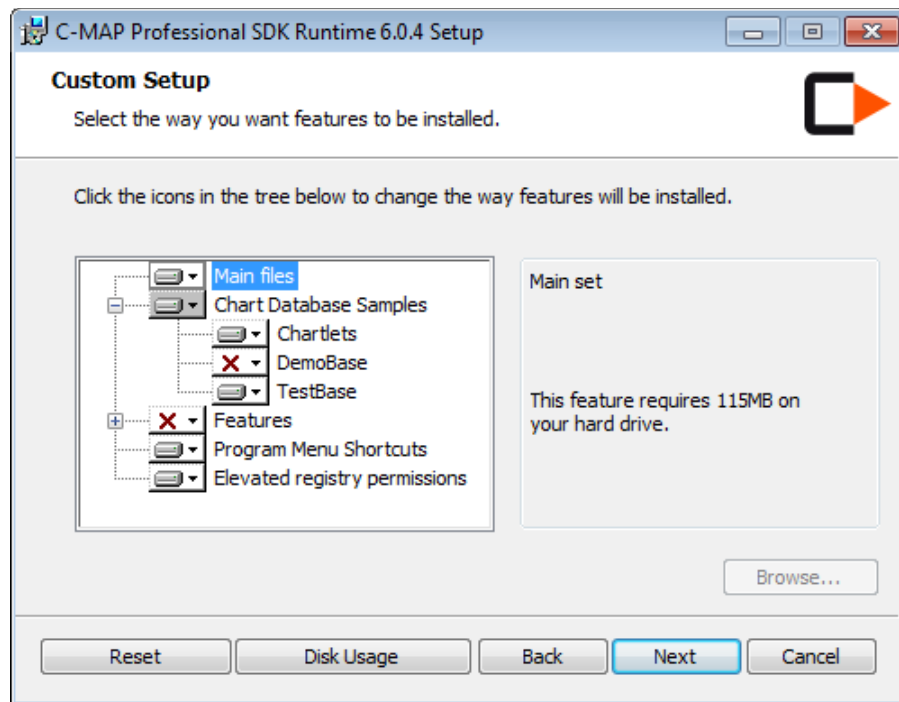 C-MAP Professional SDK Runtime 6.0.4 Setup
Custom Setup
Select the way you want features to be installed.
Click the icons in the tree below to change the way features will be installed.
Main files
Chart Database Samples
Chartlets
DemoBase
TestBase
Features
Program Menu Shortcuts
Elevated registry permissions
Main set
This feature requires 115MB on
your hard drive.
Browse...
Reset
Disk Usage
Back
Next
Cancel